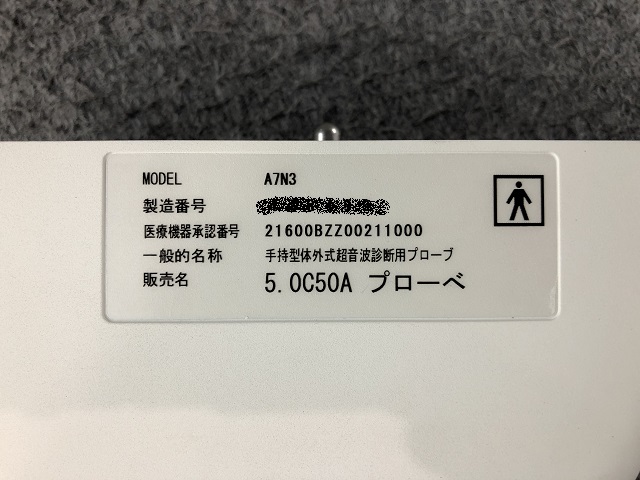 MODEL A7N3
製造番号
医療機器承認番号 21600BZZ00211000
一般的名称 手持型体外式超音波診断用プローブ
販売名 5.0C50A プローベ